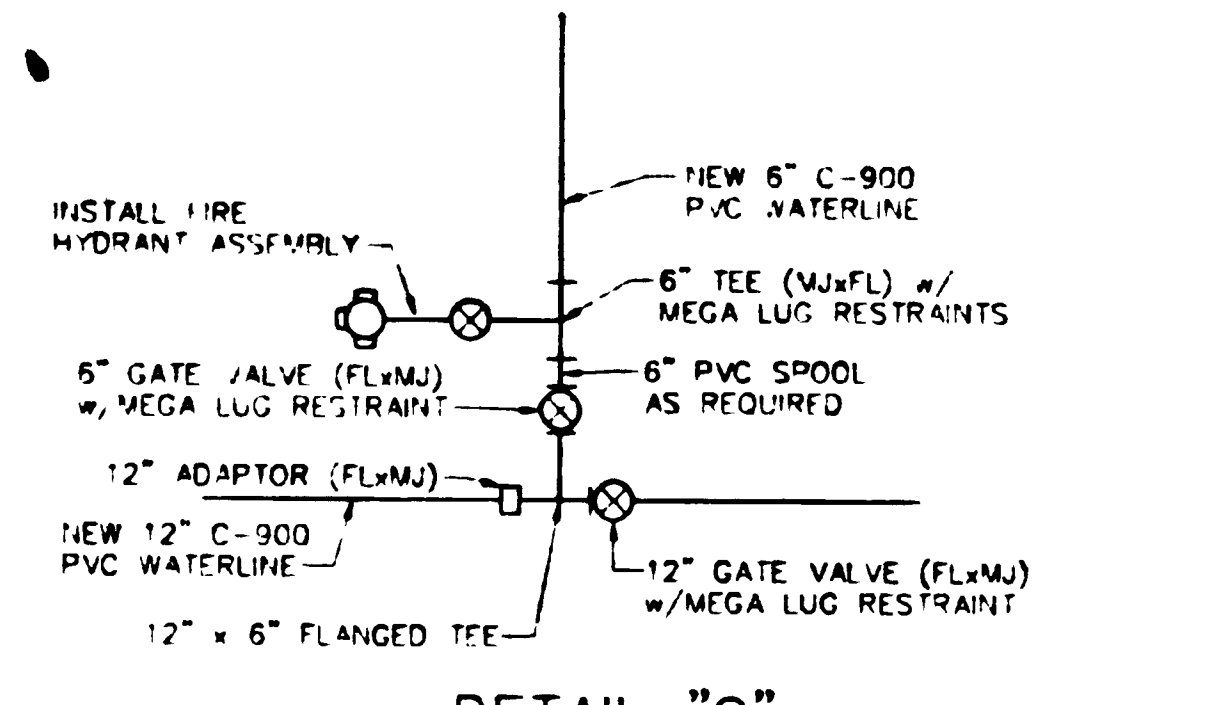 NEW 6" C-900
PVC WATERLINE
INSTALL FIRE
HYDRANT ASSEMBLY
6" TEE (MJxFL) w/
MEGA LUG RESTRAINTS
6" GATE VALVE (FLxMJ)
w/MEGA LUG RESTRAINT
6" PVC SPOOL
AS REQUIRED
12" ADAPTOR (FLxMJ)
NEW 12" C-900
PVC WATERLINE
12" GATE VALVE (FLxMJ)
w/MEGA LUG RESTRAINT
12" x 6" FLANGED TEE
DETAIL